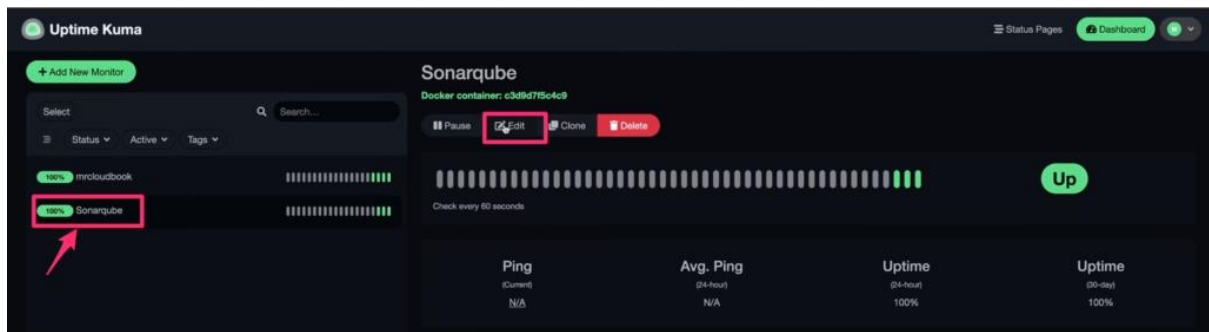 Uptime Kuma
Status Pages
Dashboard
+ Add New Monitor
Select
Search...
Status
Active
Tags
100% mrcloudbook
100% Sonarqube
Sonarqube
Docker container: c3d9d7f5c4c9
Pause Edit Clone Delete
Up
Check every 60 seconds
Ping Avg. Ping Uptime Uptime
(Current) (24-hour) (24-hour) (30-day)
N/A N/A 100% 100%